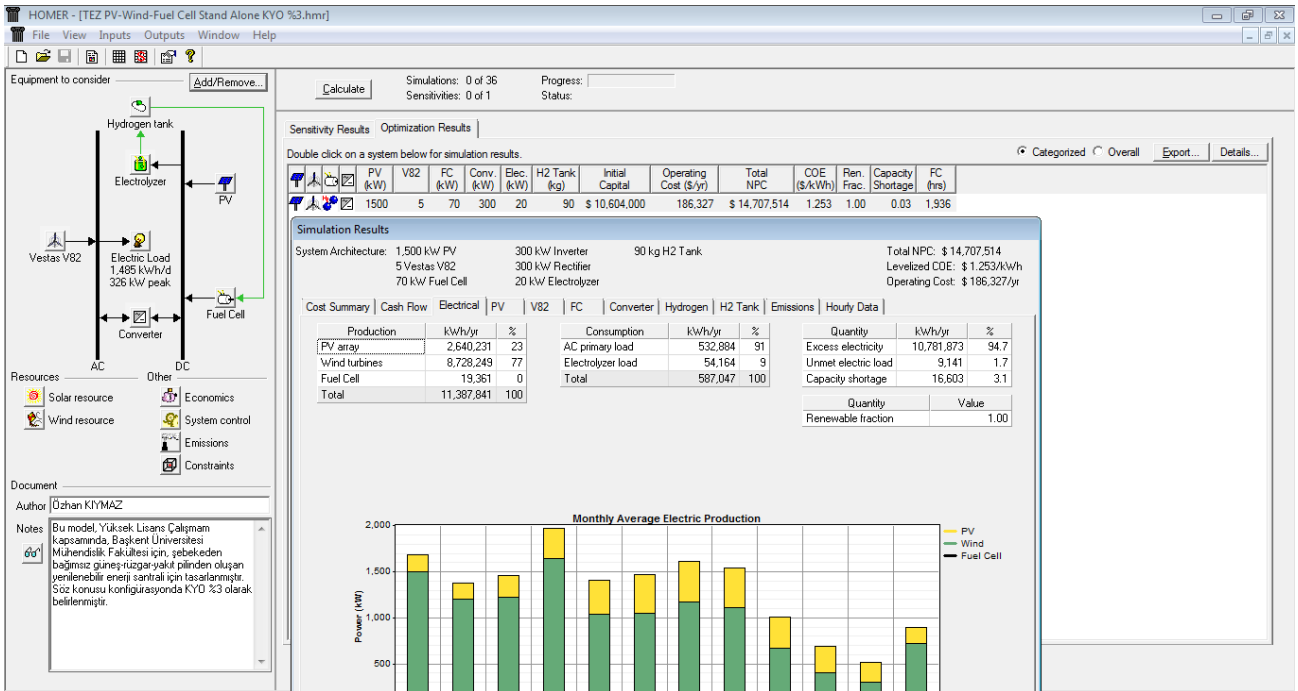 HOMER - [TEZ PV-Wind-Fuel Cell Stand Alone KYO %3.hmr]
File View Inputs Outputs Window Help
Equipment to consider Add/Remove...
Hydrogen tank
Electrolyzer
PV
Vestas V82
Electric Load
1,485 kWh/d
326 kW peak
Fuel Cell
Converter
AC DC
Resources Other
Solar resource Economics
Wind resource System control
Emissions
Constraints
Document
Author Özhan KIYMAZ
Notes Bu model, Yüksek Lisans Çalışmam
kapsamında, Başkent Üniversitesi
Mühendislik Fakültesi için, şebekeden
bağımsız güneş-rüzgar-yakıt pilinden oluşan
yenilenebilir enerji santrali için tasarlanmıştır.
Söz konusu konfigürasyonda KYO %3 olarak
belirlenmiştir.
Calculate
Simulations: 0 of 36 Progress:
Sensitivities: 0 of 1 Status:
Sensitivity Results Optimization Results
Double click on a system below for simulation results.
Categorized Overall Export... Details...
PV (kW) V82 FC (kW) Conv. (kW) Elec. (kW) H2 Tank (kg) Initial Capital Operating Cost ($/yr) Total NPC COE ($/kWh) Ren. Frac. Capacity Shortage FC (hrs)
1500 5 70 300 20 90 $ 10,604,000 186,327 $ 14,707,514 1.253 1.00 0.03 1,936
Simulation Results
System Architecture: 1,500 kW PV 300 kW Inverter 90 kg H2 Tank Total NPC: $ 14,707,514
5 Vestas V82 300 kW Rectifier Levelized COE: $ 1.253/kWh
70 kW Fuel Cell 20 kW Electrolyzer Operating Cost: $ 186,327/yr
Cost Summary Cash Flow Electrical PV V82 FC Converter Hydrogen H2 Tank Emissions Hourly Data
Production kWh/yr %
PV array 2,640,231 23
Wind turbines 8,728,249 77
Fuel Cell 19,361 0
Total 11,387,841 100
Consumption kWh/yr %
AC primary load 532,884 91
Electrolyzer load 54,164 9
Total 587,047 100
Quantity kWh/yr %
Excess electricity 10,781,873 94.7
Unmet electric load 9,141 1.7
Capacity shortage 16,603 3.1
Quantity Value
Renewable fraction 1.00
Monthly Average Electric Production
Power (kW)
2,000
1,500
1,000
500
PV
Wind
Fuel Cell